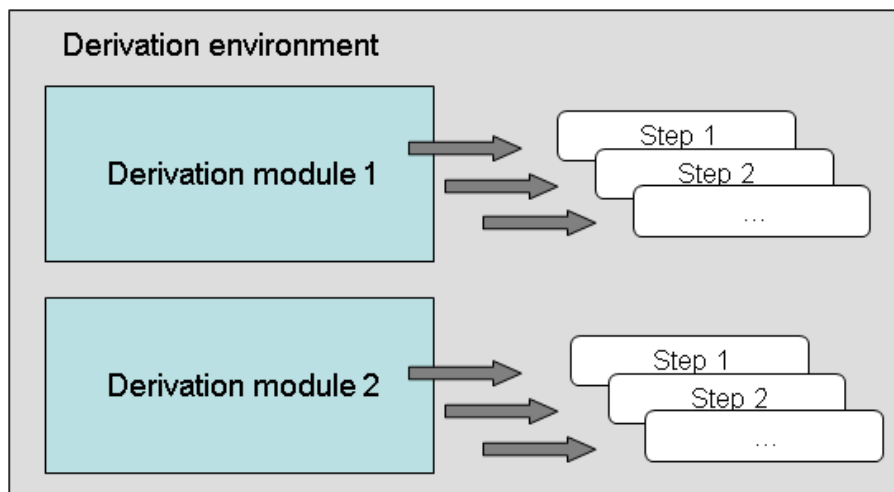 Derivation environment
Derivation module 1
Step 1
Step 2
...
Derivation module 2
Step 1
Step 2
...